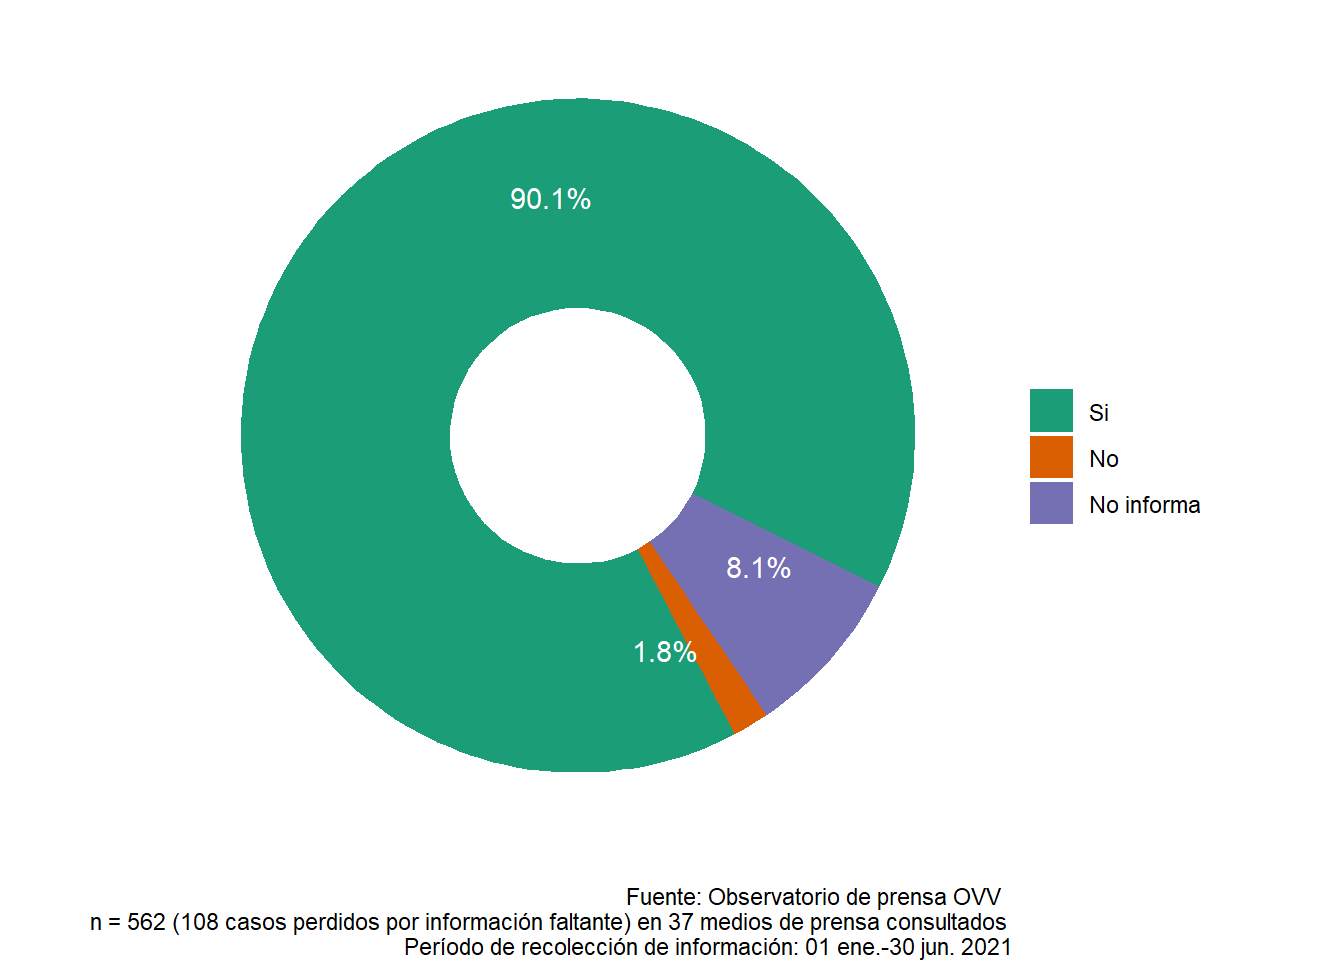 90.1%
8.1%
1.8%
Si
No
No informa
Fuente: Observatorio de prensa OVV
n = 562 (108 casos perdidos por información faltante) en 37 medios de prensa consultados
Período de recolección de información: 01 ene.-30 jun. 2021